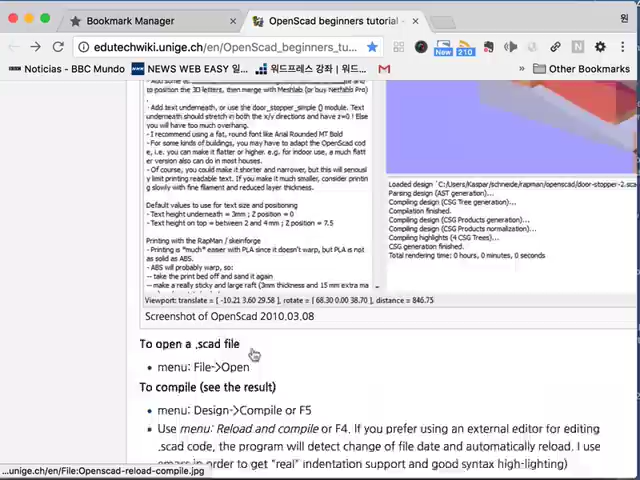 Bookmark Manager
OpenScad beginners tutorial -
원
edutechwiki.unige.ch/en/OpenScad_beginners_tu...
New
210
Noticias - BBC Mundo
NEWS WEB EASY 일...
워드프레스 강좌 | 워드...
Other Bookmarks
to position the 3D letters, then merge with Meshlab (or buy Netfabb Pro)
.
- Add text underneath, or use the door_stopper_simple () module. Text
underneath should stretch in both the x/y directions and have z=0 ! Else
you will have too much overhang.
- I recommend using a fat, round font like Arial Rounded MT Bold
- For some kinds of buildings, you may have to adapt the OpenScad cod
e, i.e. you can make it flatter or higher. e.g. for indoor use, a much flatt
er version also can do in most houses.
- Of course, you could make it shorter and narrower, but this will sensou
ly limit printing readable text. If you make it much smaller, consider printin
g slowly with fine filament and reduced layer thickness.
Default values to use for text size and positioning
- Text height underneath = 3mm ; Z position = 0
- Text height on top = between 2 and 4 mm ; Z position = 7.5
Printing with the RapMan / skeinforge
- Printing is *much* easier with PLA since it doesn't warp, but PLA is not
as solid as ABS.
- ABS will probably warp, so:
-- take the print bed off and sand it again
-- make a really sticky and large raft (3mm thickness and 15 mm extra ma
Loaded design `C:/Users/Kaspar/schneide/rapman/openscad/door-stopper-2.sca
Parsing design (AST generation)...
Compiling design (CSG Tree generation)...
Compilation finished.
Compiling design (CSG Products generation)...
Compiling design (CSG Products normalization)...
Compiling highlights (4 CSG Trees)...
CSG generation finished.
Total rendering time: 0 hours, 0 minutes, 0 seconds
Viewport: translate = [ -10.21 3.60 29.58 ], rotate = [ 68.30 0.00 38.70 ], distance = 846.75
Screenshot of OpenScad 2010.03.08
To open a .scad file
• menu: File->Open
To compile (see the result)
• menu: Design->Compile or F5
• Use menu: Reload and compile or F4. If you prefer using an external editor for editing
.scad code, the program will detect change of file date and automatically reload. I use
emacs in order to get "real" indentation support and good syntax high-lighting)
...unige.ch/en/File:Openscad-reload-compile.jpg